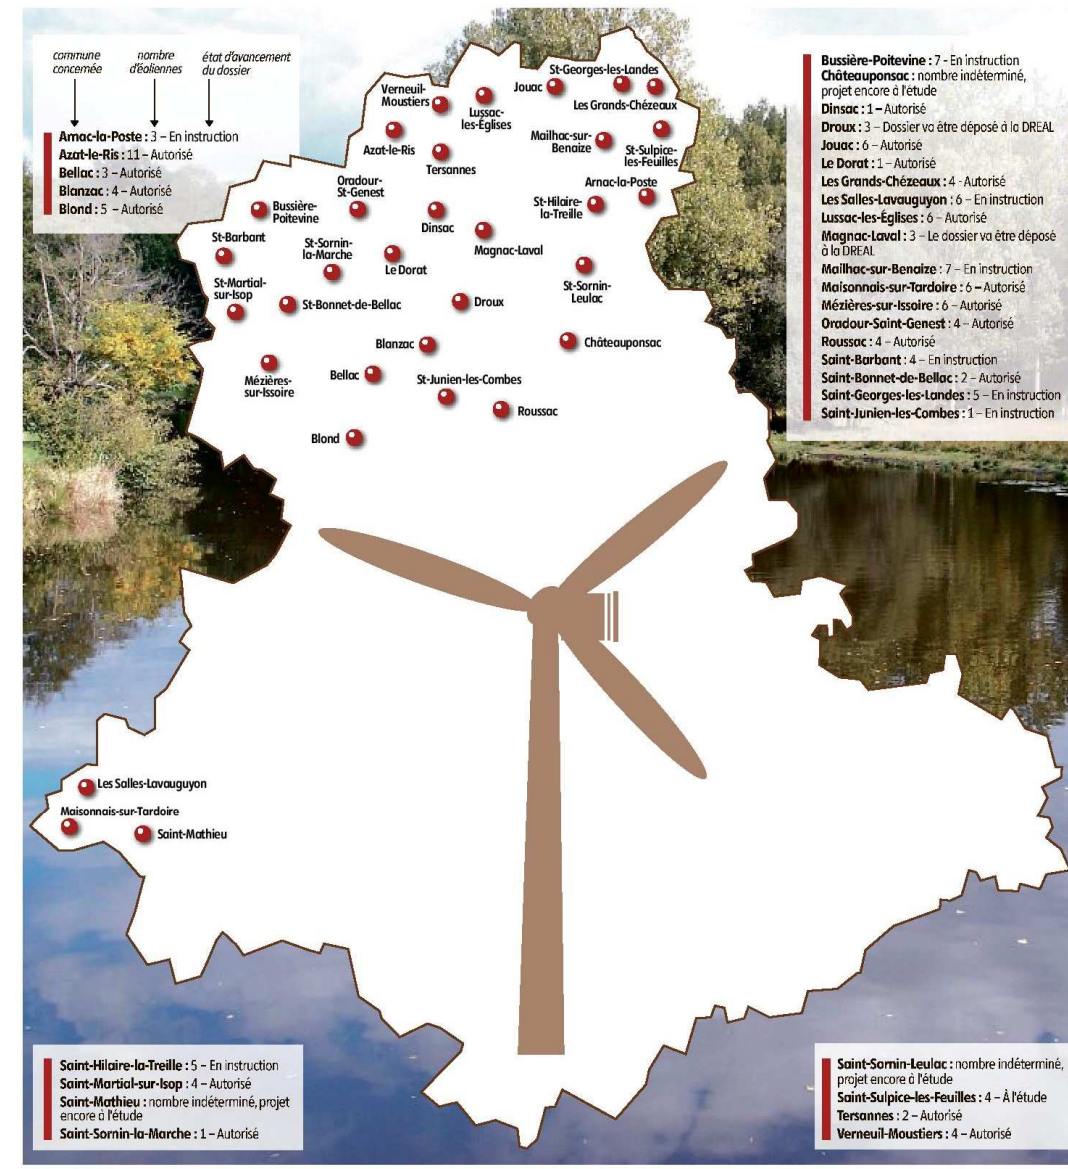 commune
concernée
nombre
d'éoliennes
état d'avancement
du dossier
Arnac-la-Poste : 3 – En instruction
Azat-le-Ris : 11 – Autorisé
Bellac : 3 – Autorisé
Blanzac : 4 – Autorisé
Blond : 5 – Autorisé
Bussière-Poitevine : 7 - En instruction
Châteauponsac : nombre indéterminé,
projet encore à l'étude
Dinsac : 1 – Autorisé
Droux : 3 – Dossier va être déposé à la DREAL
Jouac : 6 – Autorisé
Le Dorat : 1 – Autorisé
Les Grands-Chézeaux : 4 - Autorisé
Les Salles-Lavauguyon : 6 – En instruction
Lussac-les-Églises : 6 – Autorisé
Magnac-Laval : 3 – Le dossier va être déposé
à la DREAL
Mailhac-sur-Benaize : 7 – En instruction
Maisonnais-sur-Tardoire : 6 – Autorisé
Mézières-sur-Issoire : 6 – Autorisé
Oradour-Saint-Genest : 4 – Autorisé
Roussac : 4 – Autorisé
Saint-Barbant : 4 – En instruction
Saint-Bonnet-de-Bellac : 2 – Autorisé
Saint-Georges-les-Landes : 5 – En instruction
Saint-Junien-les-Combes : 1 – En instruction
St-Georges-les-Landes
Jouac
Les Grands-Chézeaux
Verneuil-
Moustiers
Lussac-
les-Églises
Azat-le-Ris
Mailhac-sur-
Benaize
St-Sulpice-
les-Feuilles
Tersannes
Oradour-
St-Genest
Arnac-la-Poste
Bussière-
Poitevine
Dinsac
St-Hilaire-
la-Treille
St-Barbant
St-Sornin-
la-Marche
Magnac-Laval
Le Dorat
St-Martial-
sur-Isop
St-Sornin-
Leulac
St-Bonnet-de-Bellac
Droux
Blanzac
Châteauponsac
Mézières-
sur-Issoire
Bellac
St-Junien-les-Combes
Roussac
Blond
Les Salles-Lavauguyon
Maisonnais-sur-Tardoire
Saint-Mathieu
Saint-Hilaire-la-Treille : 5 – En instruction
Saint-Martial-sur-Isop : 4 – Autorisé
Saint-Mathieu : nombre indéterminé, projet
encore à l'étude
Saint-Sornin-la-Marche : 1 – Autorisé
Saint-Sornin-Leulac : nombre indéterminé,
projet encore à l'étude
Saint-Sulpice-les-Feuilles : 4 – À l'étude
Tersannes : 2 – Autorisé
Verneuil-Moustiers : 4 – Autorisé